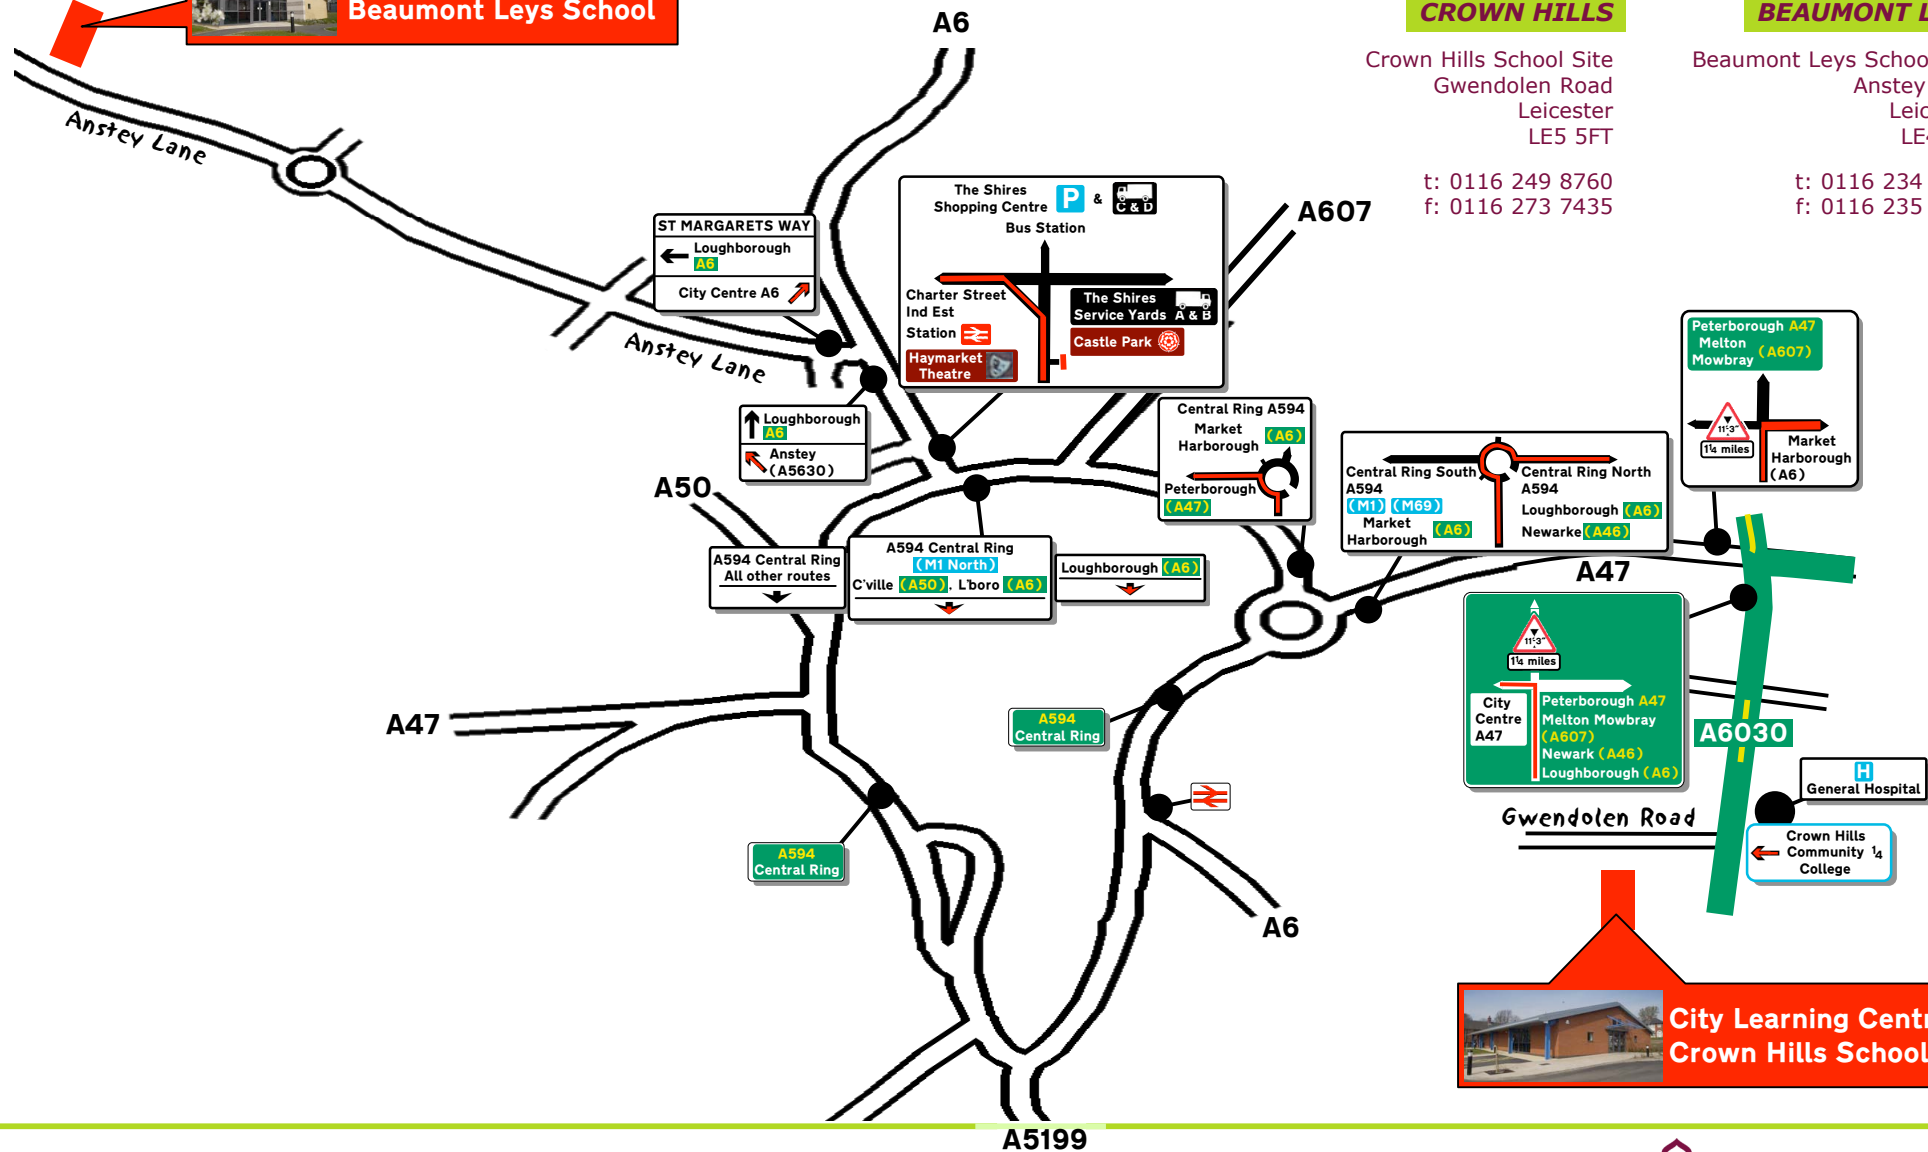 Beaumont Leys School
A6
CROWN HILLS
Crown Hills School Site
Gwendolen Road
Leicester
LE5 5FT
t: 0116 249 8760
f: 0116 273 7435
BEAUMONT L
Beaumont Leys Schoo
Anstey
Leic
LE4
t: 0116 234
f: 0116 235
Anstey Lane
ST MARGARETS WAY
Loughborough
A6
City Centre A6
The Shires
Shopping Centre P &
C & D
Bus Station
Charter Street
Ind Est
Station
Haymarket
Theatre
The Shires
Service Yards A & B
Castle Park
A607
Anstey Lane
Loughborough
A6
Anstey
(A5630)
Central Ring A594
Market
Harborough (A6)
Peterborough
(A47)
Central Ring South
A594
(M1) (M69)
Market
Harborough (A6)
Central Ring North
A594
Loughborough (A6)
Newarke (A46)
Peterborough A47
Melton
Mowbray (A607)
11'-3"
1¼ miles
Market
Harborough
(A6)
A50
A594 Central Ring
All other routes
A594 Central Ring
(M1 North)
C'ville (A50). L'boro (A6)
Loughborough (A6)
A47
11'-3"
1¼ miles
City
Centre
A47
Peterborough A47
Melton Mowbray
(A607)
Newark (A46)
Loughborough (A6)
A6030
A47
A594
Central Ring
H
General Hospital
Gwendolen Road
Crown Hills
Community ¼
College
A594
Central Ring
A6
City Learning Centr
Crown Hills School
A5199